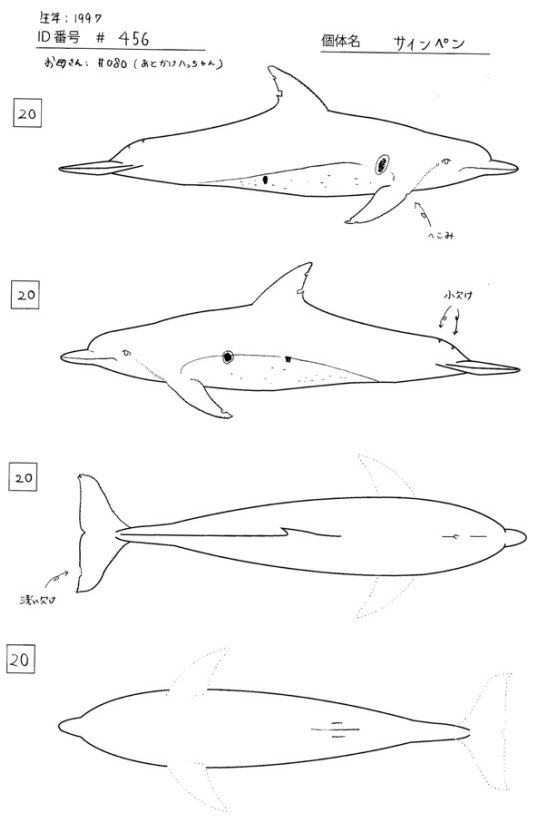 生年：1997
ID番号 # 456
個体名 サインペン
お母さん：#080（あとかけハっちゃん）
20
へこみ
20
小欠け
20
浅い欠け
20